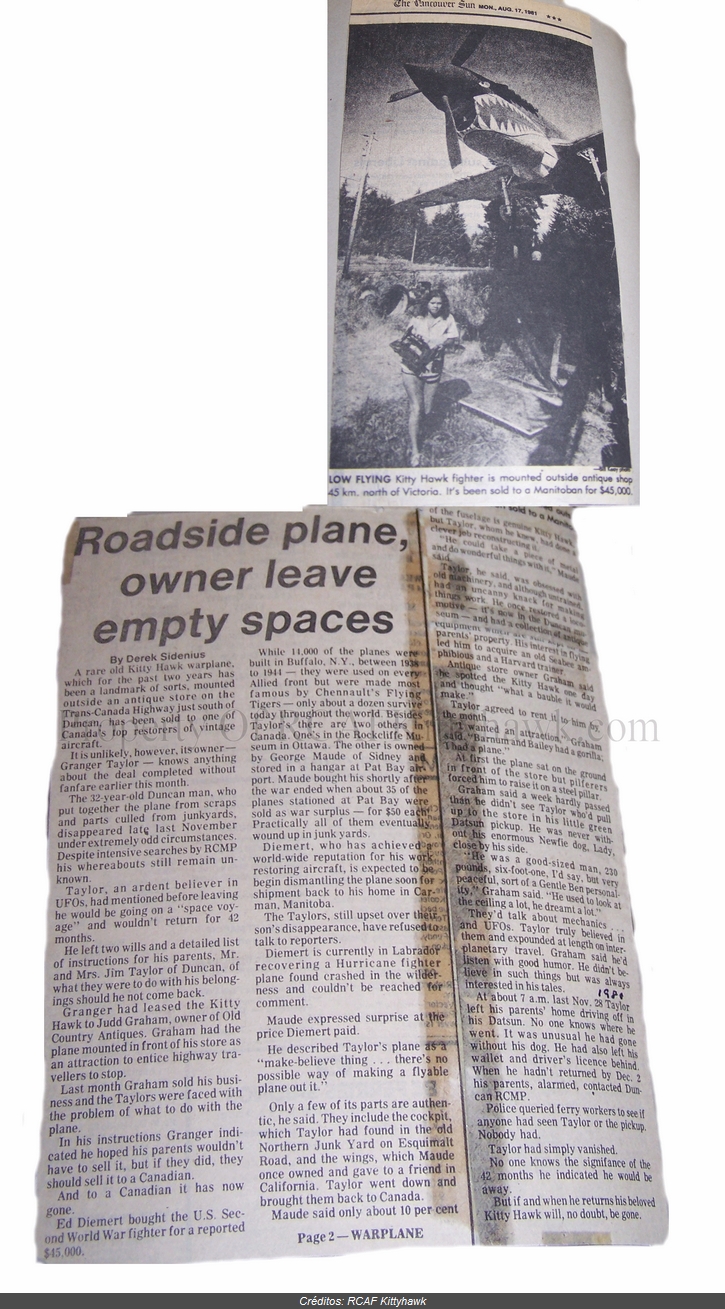 The Vancouver Sun MON., AUG. 17, 1981 ★★★
LOW FLYING Kitty Hawk fighter is mounted outside antique shop
45 km. north of Victoria. It's been sold to a Manitoban for $45,000.
Roadside plane,
owner leave
empty spaces
By Derek Sidenius
A rare old Kitty Hawk warplane,
which for the past two years has
been a landmark of sorts, mounted
outside an antique store on the
Trans-Canada Highway just south of
Duncan, has been sold to one of
Canada's top restorers of vintage
aircraft.
It is unlikely, however, its owner —
Granger Taylor — knows anything
about the deal completed without
fanfare earlier this month.
The 32-year-old Duncan man, who
put together the plane from scraps
and parts culled from junkyards,
disappeared late last November
under extremely odd circumstances.
Despite intensive searches by RCMP
his whereabouts still remain un-
known.
Taylor, an ardent believer in
UFOs, had mentioned before leaving
he would be going on a "space voy-
age" and wouldn't return for 42
months.
He left two wills and a detailed list
of instructions for his parents, Mr.
and Mrs. Jim Taylor of Duncan, of
what they were to do with his belong-
ings should he not come back.
Granger had leased the Kitty
Hawk to Judd Graham, owner of Old
Country Antiques. Graham had the
plane mounted in front of his store as
an attraction to entice highway tra-
vellers to stop.
Last month Graham sold his busi-
ness and the Taylors were faced with
the problem of what to do with the
plane.
In his instructions Granger indi-
cated he hoped his parents wouldn't
have to sell it, but if they did, they
should sell it to a Canadian.
And to a Canadian it has now
gone.
Ed Diemert bought the U.S. Sec-
ond World War fighter for a reported
$45,000.
While 14,000 of the planes were
built in Buffalo, N.Y., between 1938
to 1944 — they were used on every
Allied front but were made most
famous by Chennault's Flying
Tigers — only about a dozen survive
today throughout the world. Besides
Taylor's there are two others in
Canada. One is in the Rockcliffe Mu-
seum in Ottawa. The other is owned
by George Maude of Sidney and
stored in a hangar at Pat Bay air-
port. Maude bought his shortly after
the war ended when about 35 of the
planes stationed at Pat Bay were
sold as war surplus — for $50 each.
Practically all of them eventually
wound up in junk yards.
Diemert, who has achieved a
world-wide reputation for his work
restoring aircraft, is expected to be
begin dismantling the plane soon for
shipment back to his home in Car-
man, Manitoba.
The Taylors, still upset over their
son's disappearance, have refused to
talk to reporters.
Diemert is currently in Labrador
recovering a Hurricane fighter
plane found crashed in the wilder-
ness and couldn't be reached for
comment.
Maude expressed surprise at the
price Diemert paid.
He described Taylor's plane as a
"make-believe thing . . . there's no
possible way of making a flyable
plane out it."
Only a few of its parts are authen-
tic, he said. They include the cockpit,
which Taylor had found in the old
Northern Junk Yard on Esquimalt
Road, and the wings, which Maude
once owned and gave to a friend in
California. Taylor went down and
brought them back to Canada.
Maude said only about 10 per cent
Page 2 — WARPLANE
of the fuselage is genuine Kitty Hawk
but Taylor, whom he knew, had done a
clever job reconstructing it.
"He could take a piece of metal
and do wonderful things with it," Maude
said.
Taylor, he said, was obsessed with
old machinery, and although untrained,
had an uncanny knack for making
things work. He once restored a loco-
motive — it's now in the Duncan mu-
seum — and had a collection of antique
equipment
parents' property. His interest in flying
led him to acquire an old Seabee am-
phibious and a Harvard trainer.
Antique store owner Graham said
he spotted the Kitty Hawk one day
and thought "what a bauble it would
make."
Taylor agreed to rent it to him
the month.
"I wanted an attraction," Graham
said. "Barnum and Bailey had a gorilla;
I had a plane."
At first the plane sat on the ground
in front of the store but pilferers
forced him to raise it on a steel pillar.
Graham said a week hardly passed
than he didn't see Taylor who'd pull
up to the store in his little green
Datsun pickup. He was never with-
out his enormous Newfie dog, Lady,
close by his side.
"He was a good-sized man, 230
pounds, six-foot-one, I'd say, but very
peaceful, sort of a Gentle Ben personal-
ity," Graham said. "He used to look at
the ceiling a lot, he dreamt a lot."
They'd talk about mechanics . . .
and UFOs. Taylor truly believed in
them and expounded at length on inter-
planetary travel. Graham said he'd
listen with good humor. He didn't be-
lieve in such things but was always
interested in his tales.
1980
At about 7 a.m. last Nov. 28 Taylor
left his parents' home driving off in
his Datsun. No one knows where he
went. It was unusual he had gone
without his dog. He had also left his
wallet and driver's licence behind.
When he hadn't returned by Dec. 2
his parents, alarmed, contacted Dun-
can RCMP.
Police queried ferry workers to see if
anyone had seen Taylor or the pickup.
Nobody had.
Taylor had simply vanished.
No one knows the signifance of the
42 months he indicated he would be
away.
But if and when he returns his beloved
Kitty Hawk will, no doubt, be gone.
Créditos: RCAF Kittyhawk